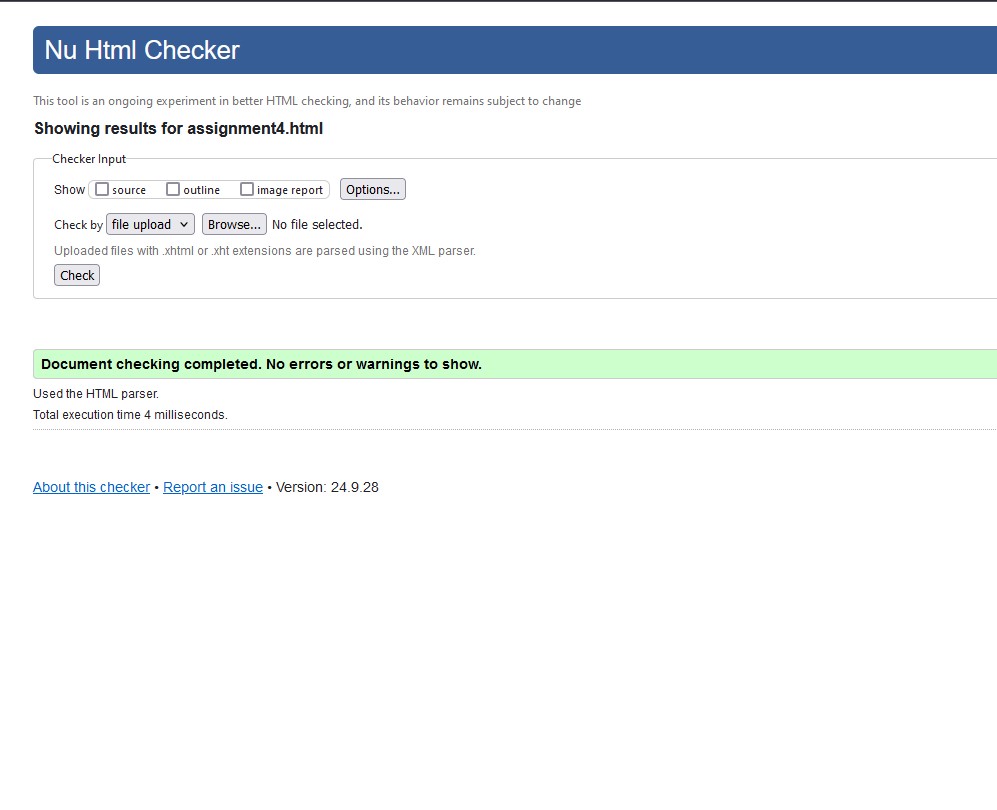 Nu Html Checker
This tool is an ongoing experiment in better HTML checking, and its behavior remains subject to change
Showing results for assignment4.html
Checker Input
Show source outline image report Options...
Check by file upload Browse... No file selected.
Uploaded files with .xhtml or .xht extensions are parsed using the XML parser.
Check
Document checking completed. No errors or warnings to show.
Used the HTML parser.
Total execution time 4 milliseconds.
About this checker • Report an issue • Version: 24.9.28